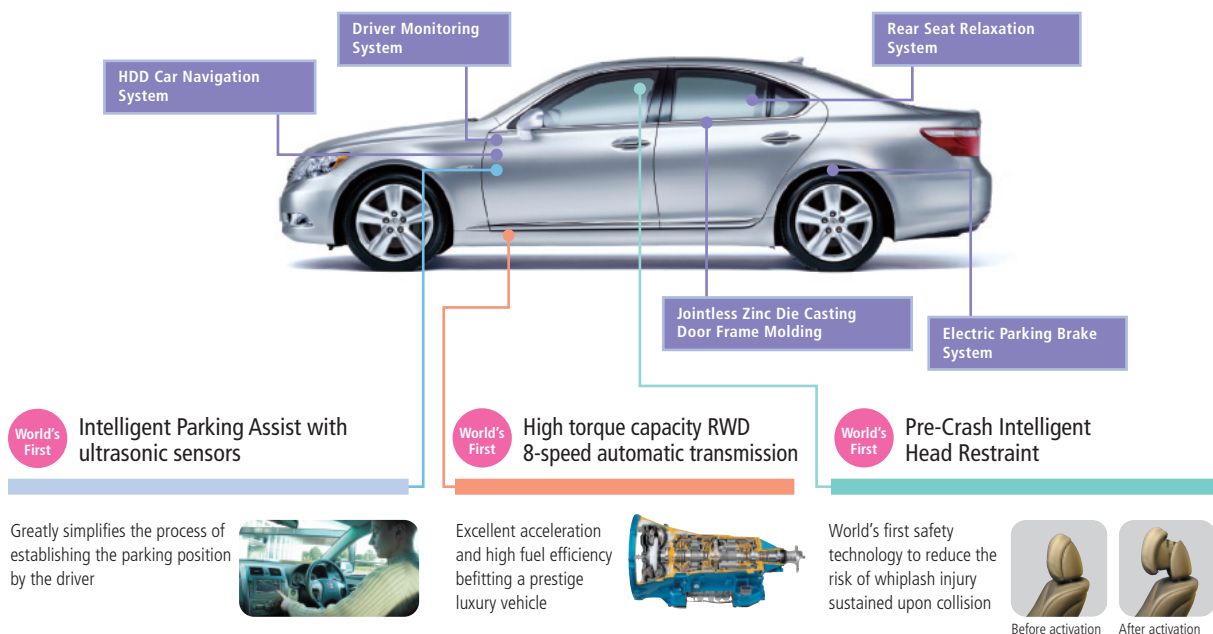 Driver Monitoring
System
Rear Seat Relaxation
System
HDD Car Navigation
System
Jointless Zinc Die Casting
Door Frame Molding
Electric Parking Brake
System
World's
First
Intelligent Parking Assist with
ultrasonic sensors
World's
First
High torque capacity RWD
8-speed automatic transmission
World's
First
Pre-Crash Intelligent
Head Restraint
Greatly simplifies the process of
establishing the parking position
by the driver
Excellent acceleration
and high fuel efficiency
befitting a prestige
luxury vehicle
World's first safety
technology to reduce the
risk of whiplash injury
sustained upon collision
Before activation
After activation